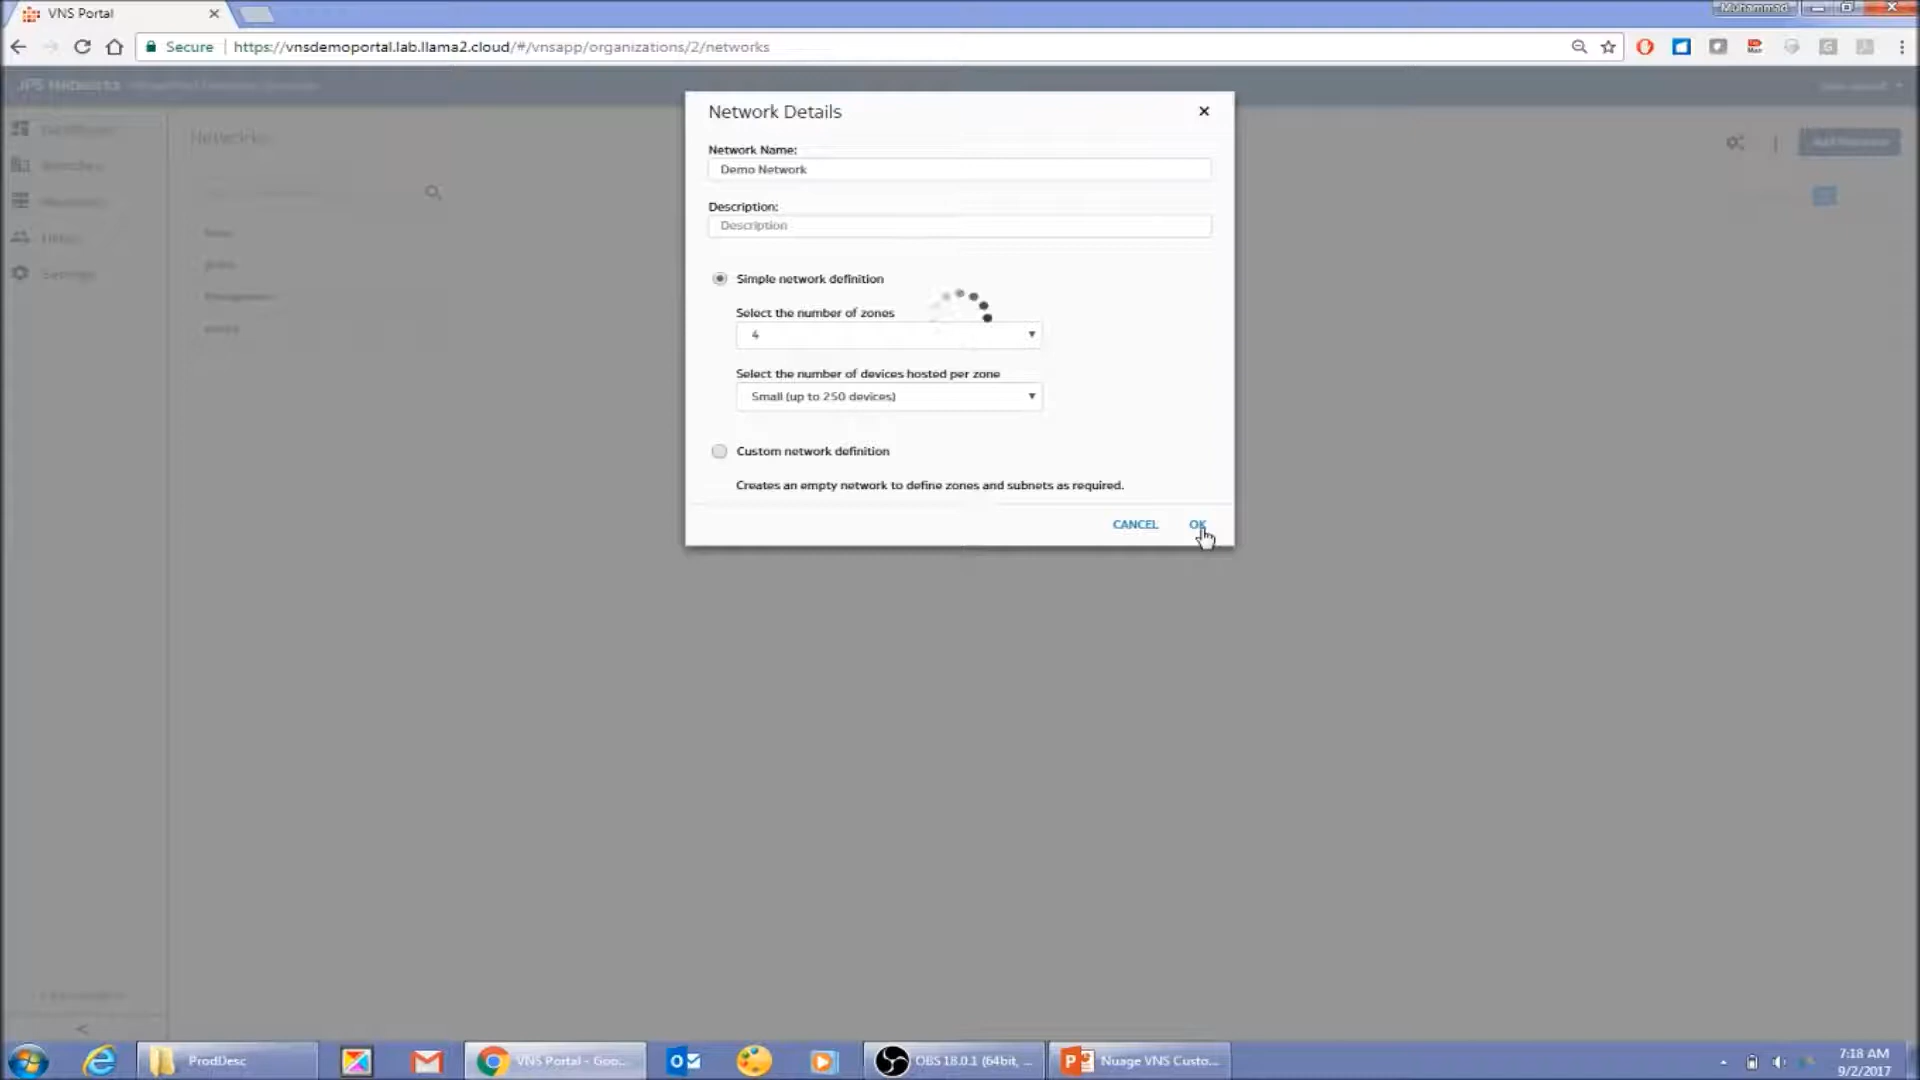 VNS Portal
Muhammad
Secure
https://vnsdemoportal.lab.llama2.cloud/#/vnsapp/organizations/2/networks
Networks
Network Details
Network Name:
Demo Network
Description:
Description
Simple network definition
Select the number of zones
4
Select the number of devices hosted per zone
Small (up to 250 devices)
Custom network definition
Creates an empty network to define zones and subnets as required.
CANCEL
OK
Settings
ProdDesc
VNS Portal - Goo...
OBS 18.0.1 (64bit, ...
Nuage VNS Custo...
7:18 AM
9/2/2017